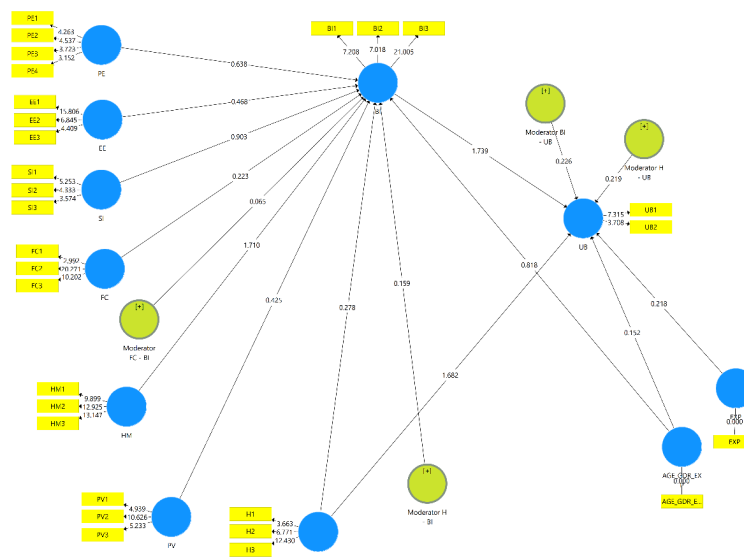 PE1
PE2
PE3
PE4
4.263
4.537
3.723
3.152
PE
BI1
BI2
BI3
7.208
7.018
21.005
BI
0.638
EE1
EE2
EE3
15.806
6.845
4.409
EE
0.468
[+]
Moderator BI
- UB
[+]
Moderator H
- UB
0.226
0.219
1.739
SI1
SI2
SI3
5.253
4.333
3.574
SI
0.903
0.223
0.065
1.710
UB
7.315
3.708
UB1
UB2
FC1
FC2
FC3
2.992
20.271
10.202
FC
0.818
0.159
0.425
0.278
0.218
0.152
[+]
Moderator
FC - BI
HM1
HM2
HM3
9.899
12.925
13.147
HM
1.682
EXP
0.000
EXP
AGE_GDR_EX
0.000
AGE_GDR_E...
[+]
Moderator H
- BI
PV1
PV2
PV3
4.939
10.626
5.233
PV
H1
H2
H3
3.663
6.771
12.430